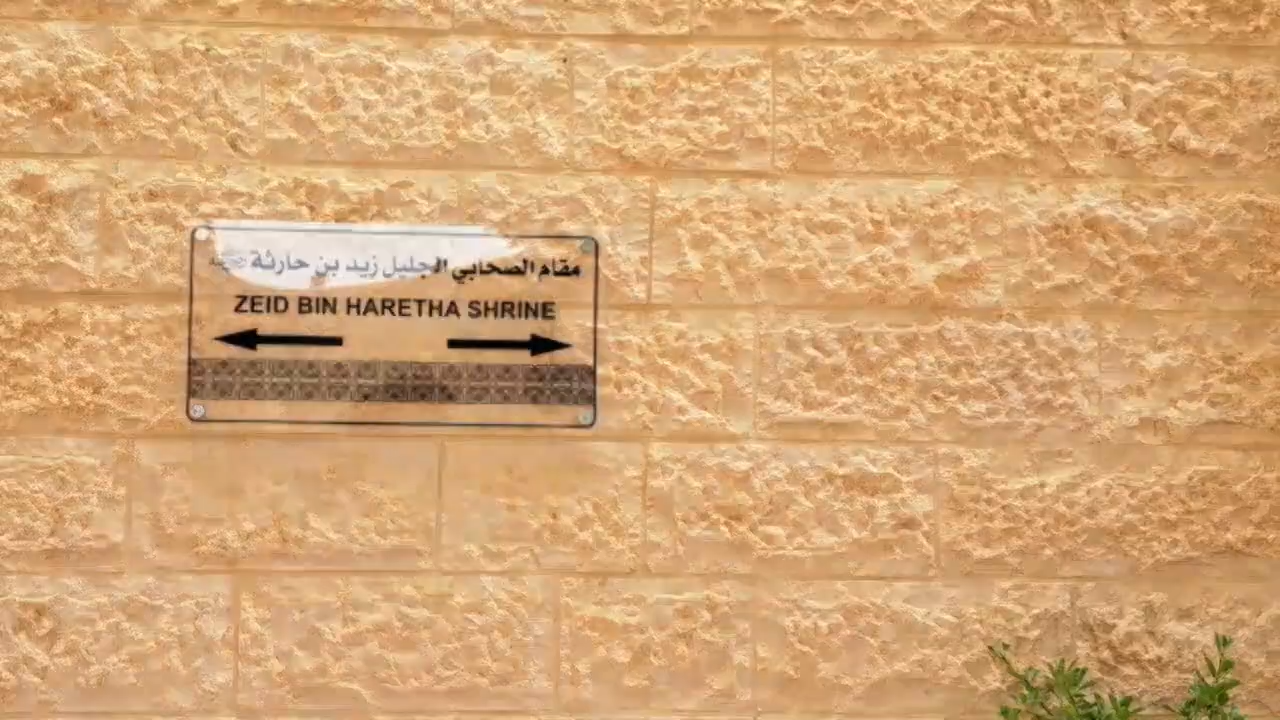 مقام الصحابي الجليل زيد بن حارثة
ZEID BIN HARETHA SHRINE